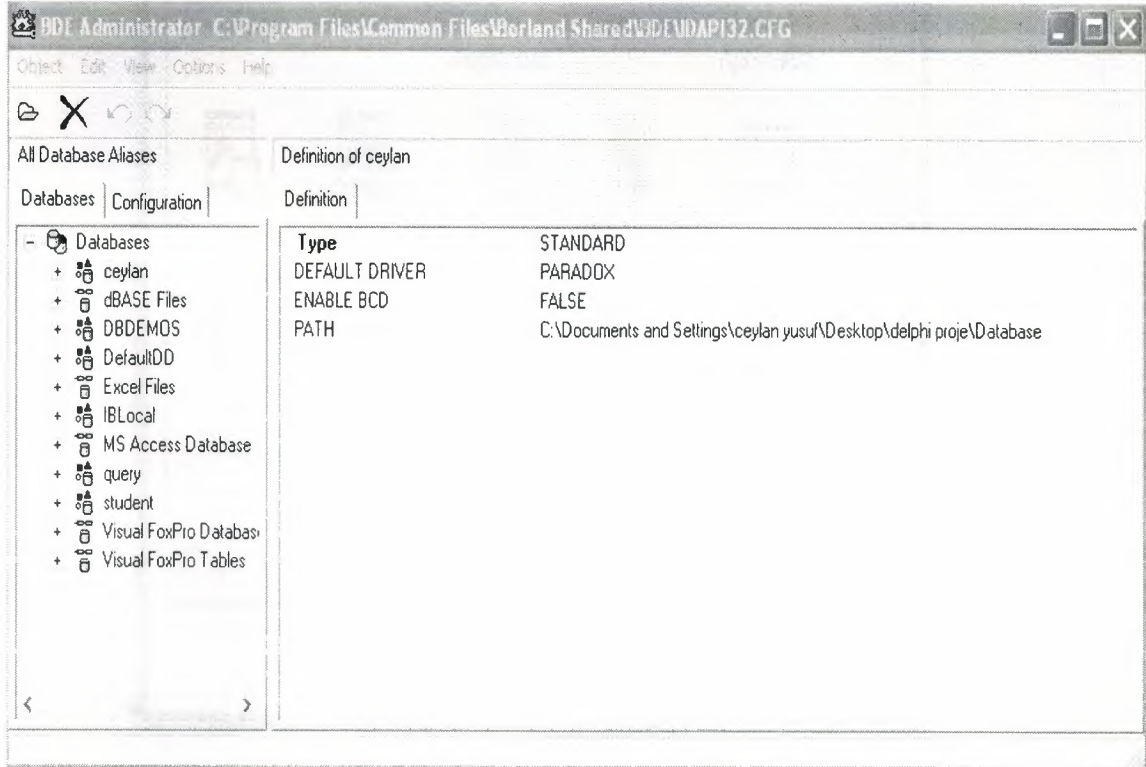 BDE Administrator C:\Program Files\Common Files\Borland Shared\BDE\IDAPI32.CFG
Object Edit View Options Help
All Database Aliases
Definition of ceylan
Databases Configuration
Definition
Databases
ceylan
dBASE Files
DBDEMOS
DefaultDD
Excel Files
IBLocal
MS Access Database
query
student
Visual FoxPro Databas
Visual FoxPro Tables
Type STANDARD
DEFAULT DRIVER PARADOX
ENABLE BCD FALSE
PATH C:\Documents and Settings\ceylan yusuf\Desktop\delphi proje\Database